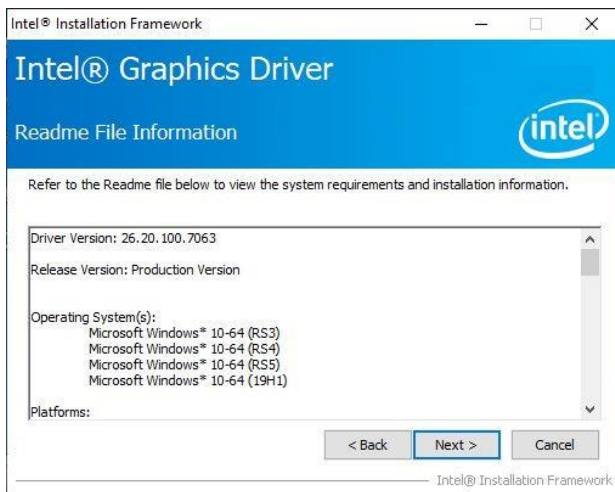 Intel® Installation Framework
Intel® Graphics Driver
Readme File Information
intel
Refer to the Readme file below to view the system requirements and installation information.
Driver Version: 26.20.100.7063
Release Version: Production Version
Operating System(s):
Microsoft Windows* 10-64 (RS3)
Microsoft Windows* 10-64 (RS4)
Microsoft Windows* 10-64 (RS5)
Microsoft Windows* 10-64 (19H1)
Platforms:
< Back Next > Cancel
Intel® Installation Framework